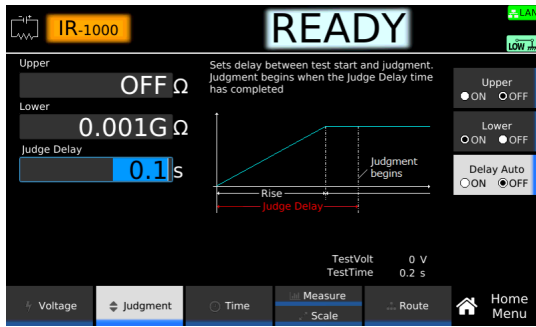 IR-1000
READY
LAN
LOW
Upper
OFF Ω
Lower
0.001G Ω
Judge Delay
0.1 s
Sets delay between test start and judgment.
Judgment begins when the Judge Delay time
has completed
Judgment
begins
Rise
Judge Delay
TestVolt 0 V
TestTime 0.2 s
Upper
ON OFF
Lower
ON OFF
Delay Auto
ON OFF
Voltage
Judgment
Time
Measure
Scale
Route
Home
Menu